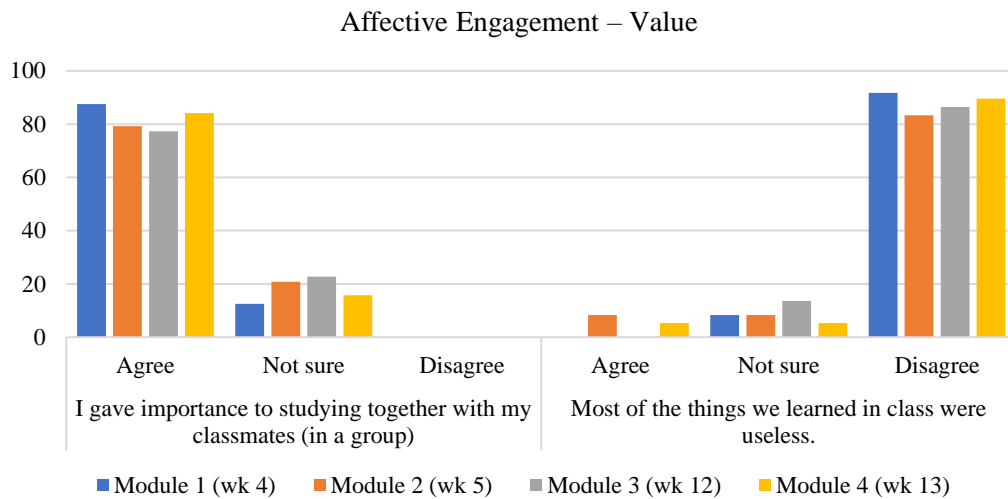 Affective Engagement – Value
100
80
60
40
20
0
Agree Not sure Disagree Agree Not sure Disagree
I gave importance to studying together with my
classmates (in a group)
Most of the things we learned in class were
useless.
Module 1 (wk 4) Module 2 (wk 5) Module 3 (wk 12) Module 4 (wk 13)